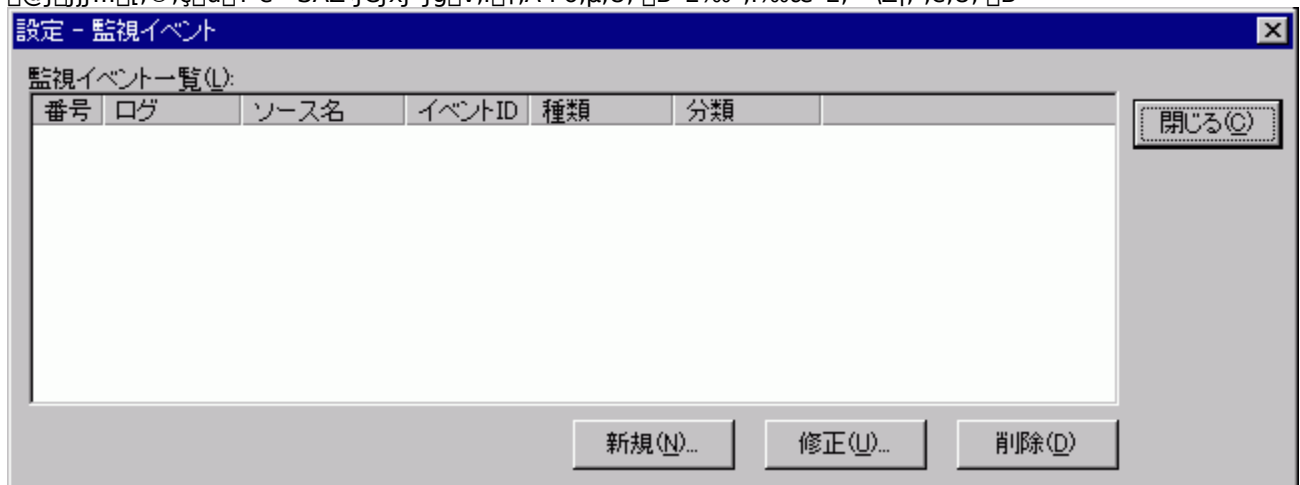 設定 - 監視イベント
監視イベント一覧(L):
番号 ログ ソース名 イベントID 種類 分類
閉じる(C)
新規(N)... 修正(U)... 削除(D)